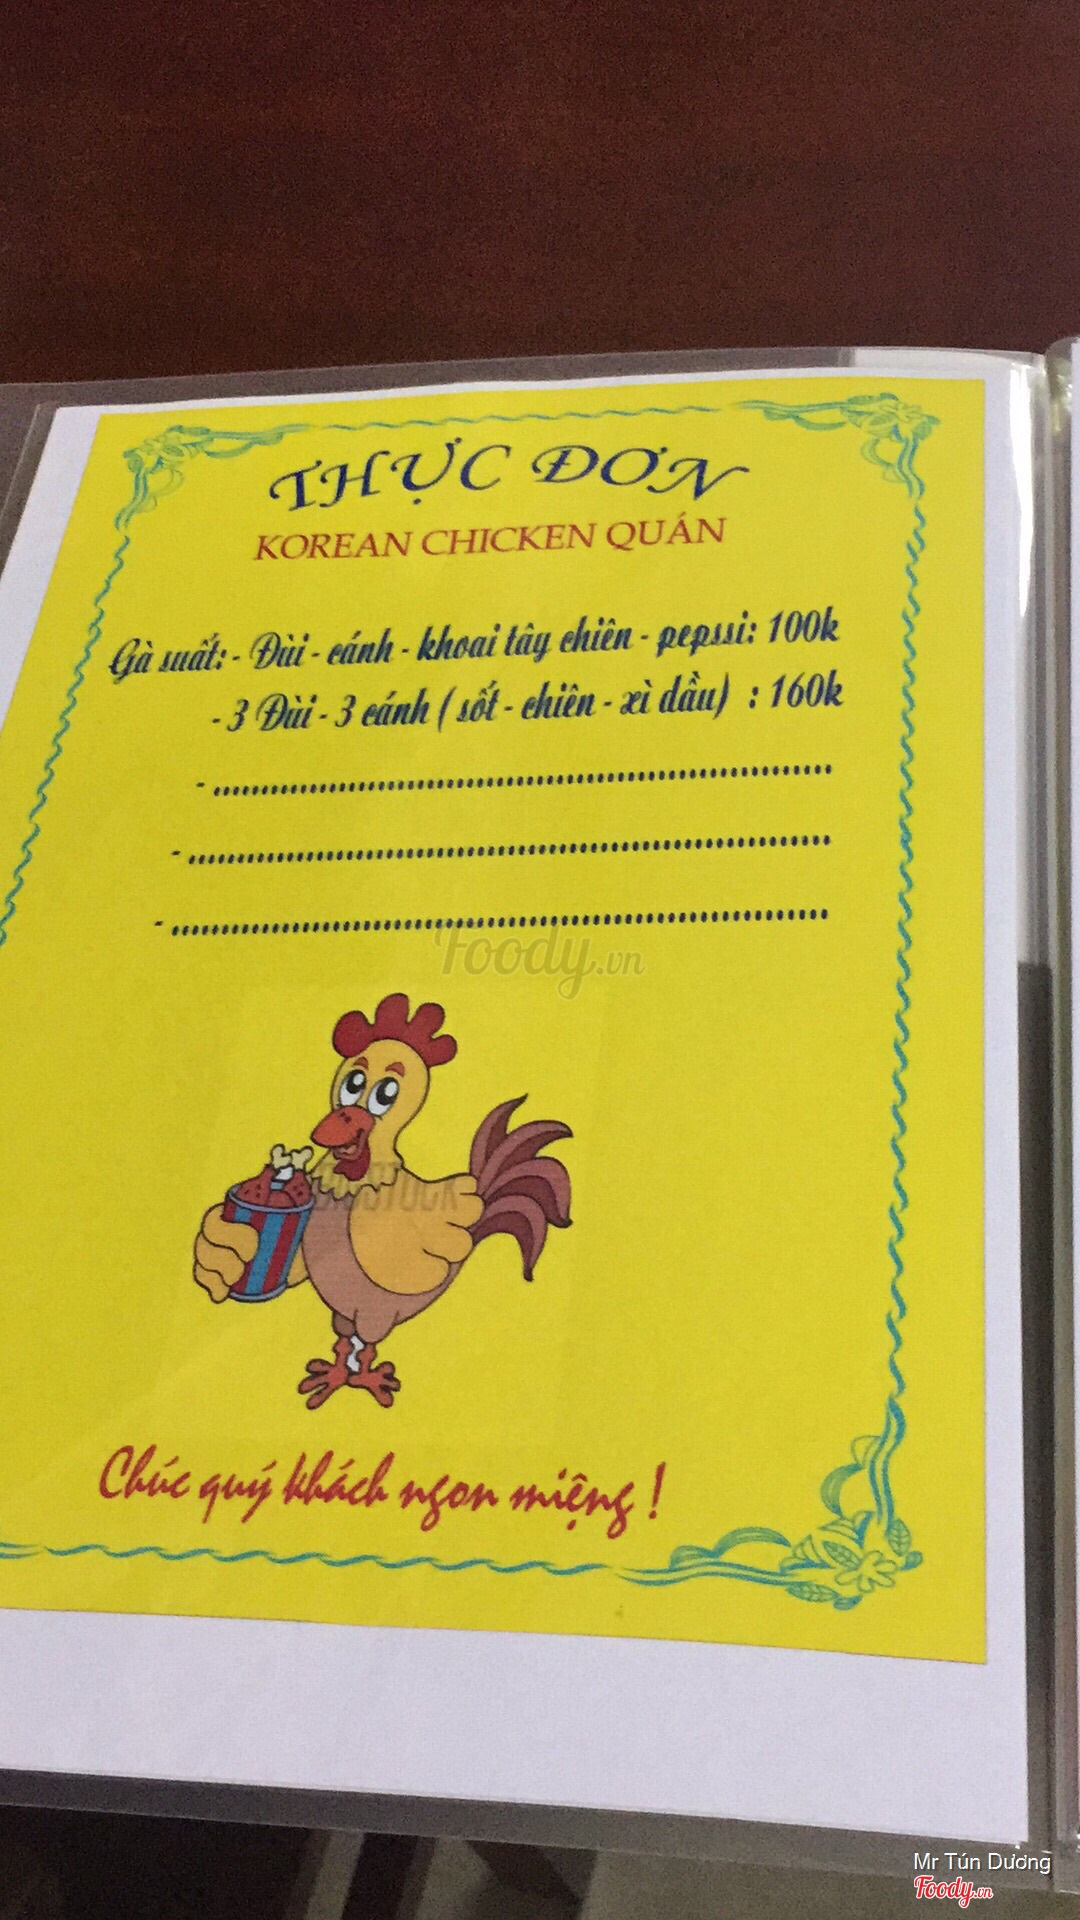 THỰC ĐƠN
KOREAN CHICKEN QUÁN
Gà suất: - Đùi - cánh - khoai tây chiên - pepssi: 100k
- 3 Đùi - 3 cánh ( sốt - chiên - xì dầu) : 160k
- ..............................................................
- ..............................................................
- ..............................................................
Foody.vn
BIGSTOCK
Chúc quý khách ngon miệng !
Mr Tún Dương
Foody.vn